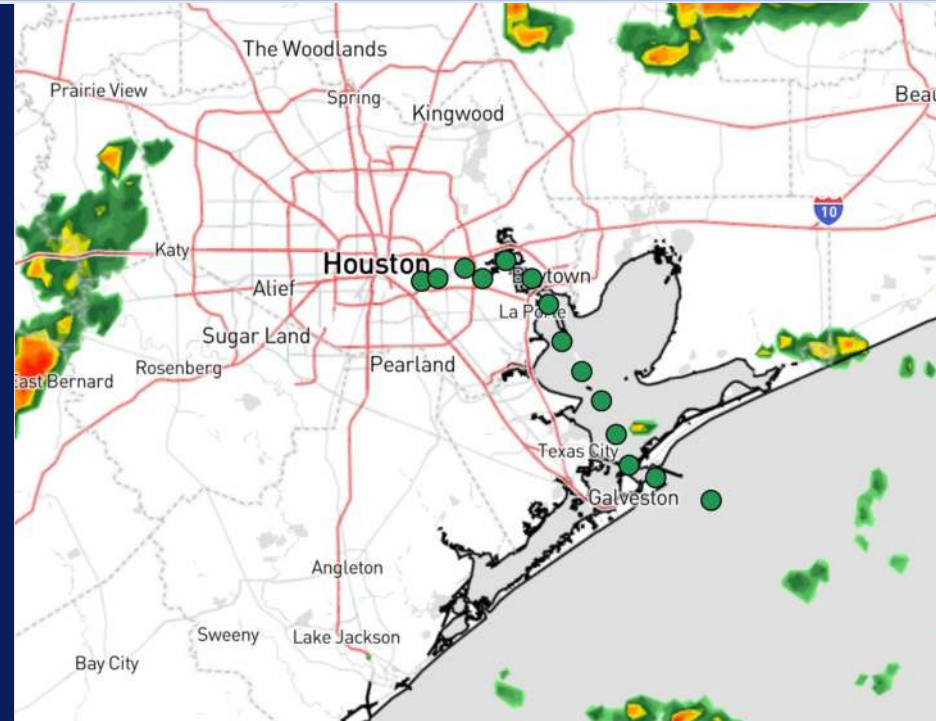 The Woodlands
Prairie View
Spring
Kingwood
Beau
10
Katy
Houston
Alief
town
La Porte
Sugar Land
Rosenberg
Pearland
East Bernard
Texas City
Galveston
Angleton
Sweeny
Lake Jackson
Bay City